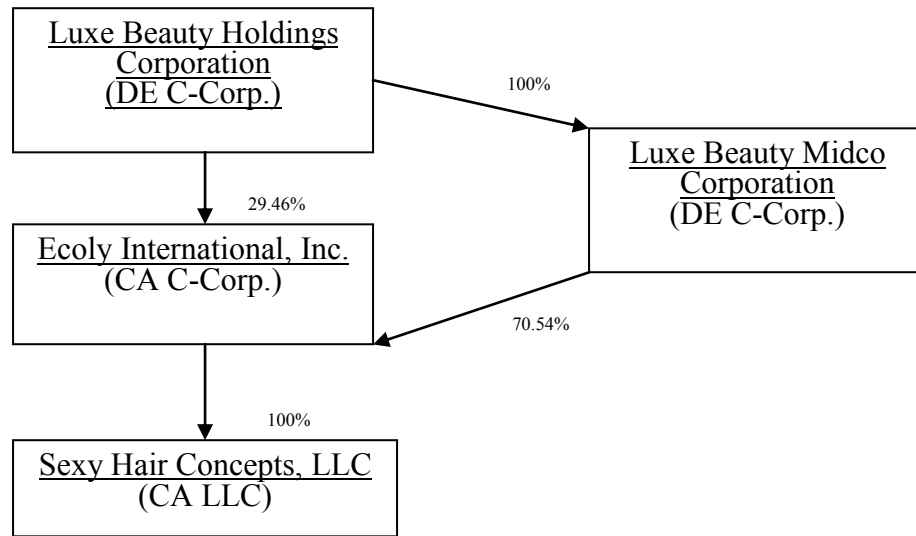 Luxe Beauty Holdings
Corporation
(DE C-Corp.)
100%
Luxe Beauty Midco
Corporation
(DE C-Corp.)
29.46%
Ecoly International, Inc.
(CA C-Corp.)
70.54%
100%
Sexy Hair Concepts, LLC
(CA LLC)